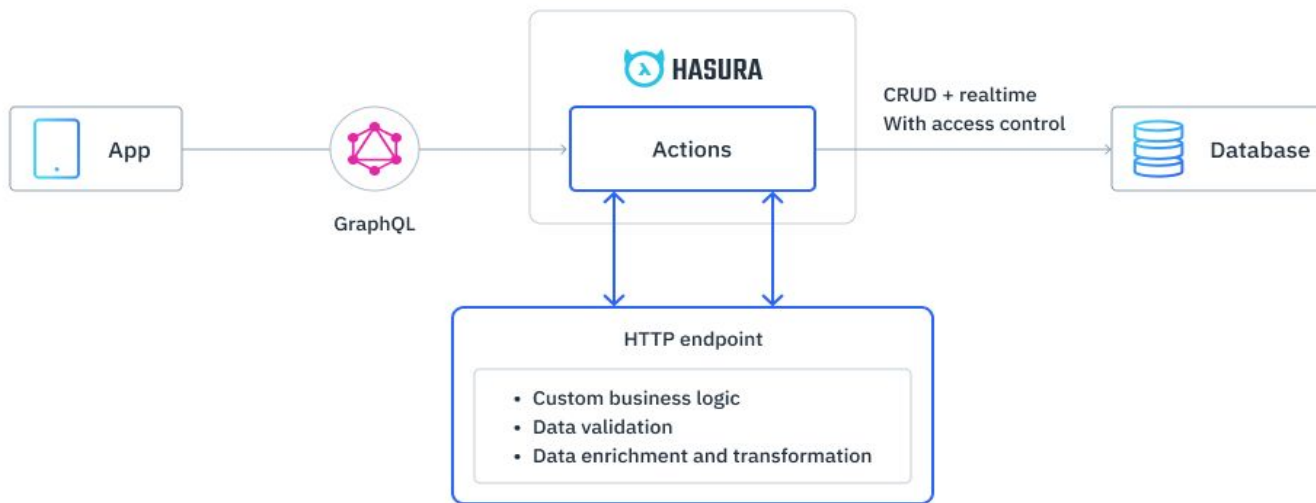 HASURA
CRUD + realtime
With access control
App
Actions
Database
GraphQL
HTTP endpoint
• Custom business logic
• Data validation
• Data enrichment and transformation